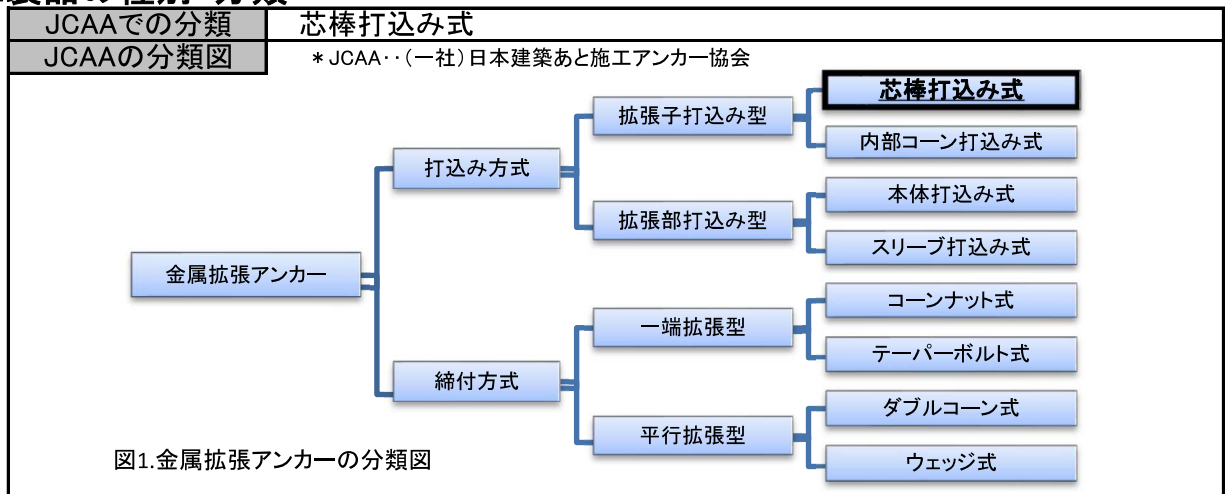 JCAAでの分類 芯棒打込み式
JCAAの分類図 *JCAA‥(一社)日本建築あと施工アンカー協会
芯棒打込み式
拡張子打込み型
内部コーン打込み式
打込み方式
本体打込み式
拡張部打込み型
スリーブ打込み式
金属拡張アンカー
コーンナット式
一端拡張型
テーパーボルト式
締付方式
ダブルコーン式
平行拡張型
ウェッジ式
図1.金属拡張アンカーの分類図